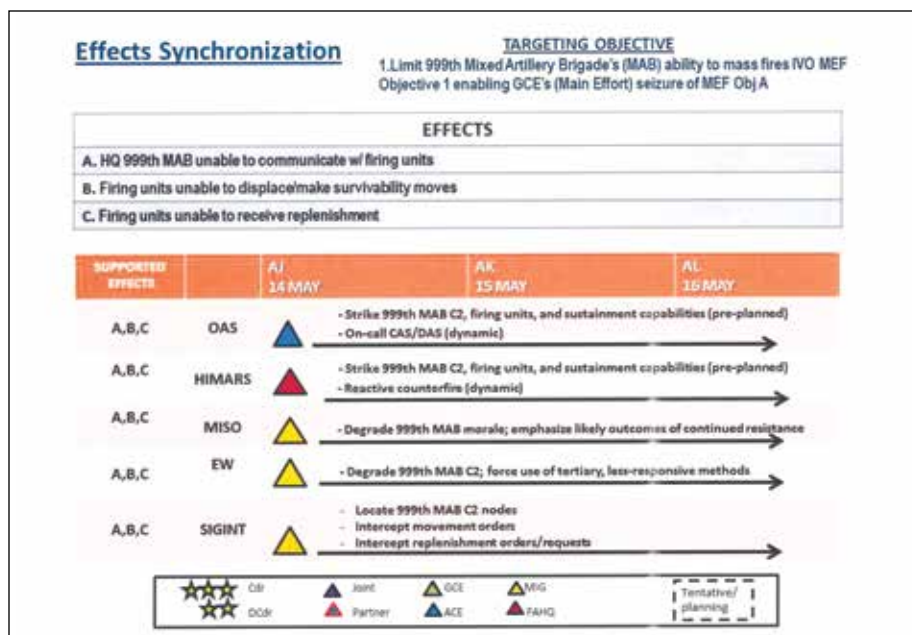 Effects Synchronization
TARGETING OBJECTIVE
1.Limit 999th Mixed Artillery Brigade's (MAB) ability to mass fires IVO MEF
Objective 1 enabling GCE's (Main Effort) seizure of MEF Obj A
EFFECTS
A. HQ 999th MAB unable to communicate w/ firing units
B. Firing units unable to displace/make survivability moves
C. Firing units unable to receive replenishment
SUPPORTED EFFECTS
AJ
14 MAY
AK
15 MAY
AL
16 MAY
A,B,C OAS
- Strike 999th MAB C2, firing units, and sustainment capabilities (pre-planned)
- On-call CAS/DAS (dynamic)
A,B,C HIMARS
- Strike 999th MAB C2, firing units, and sustainment capabilities (pre-planned)
- Reactive counterfire (dynamic)
A,B,C MISO
- Degrade 999th MAB morale; emphasize likely outcomes of continued resistance
A,B,C EW
- Degrade 999th MAB C2; force use of tertiary, less-responsive methods
A,B,C SIGINT
- Locate 999th MAB C2 nodes
- Intercept movement orders
- Intercept replenishment orders/requests
Cdr Joint GCE MIG
DCdr Partner ACE FAHQ
Tentative/
planning